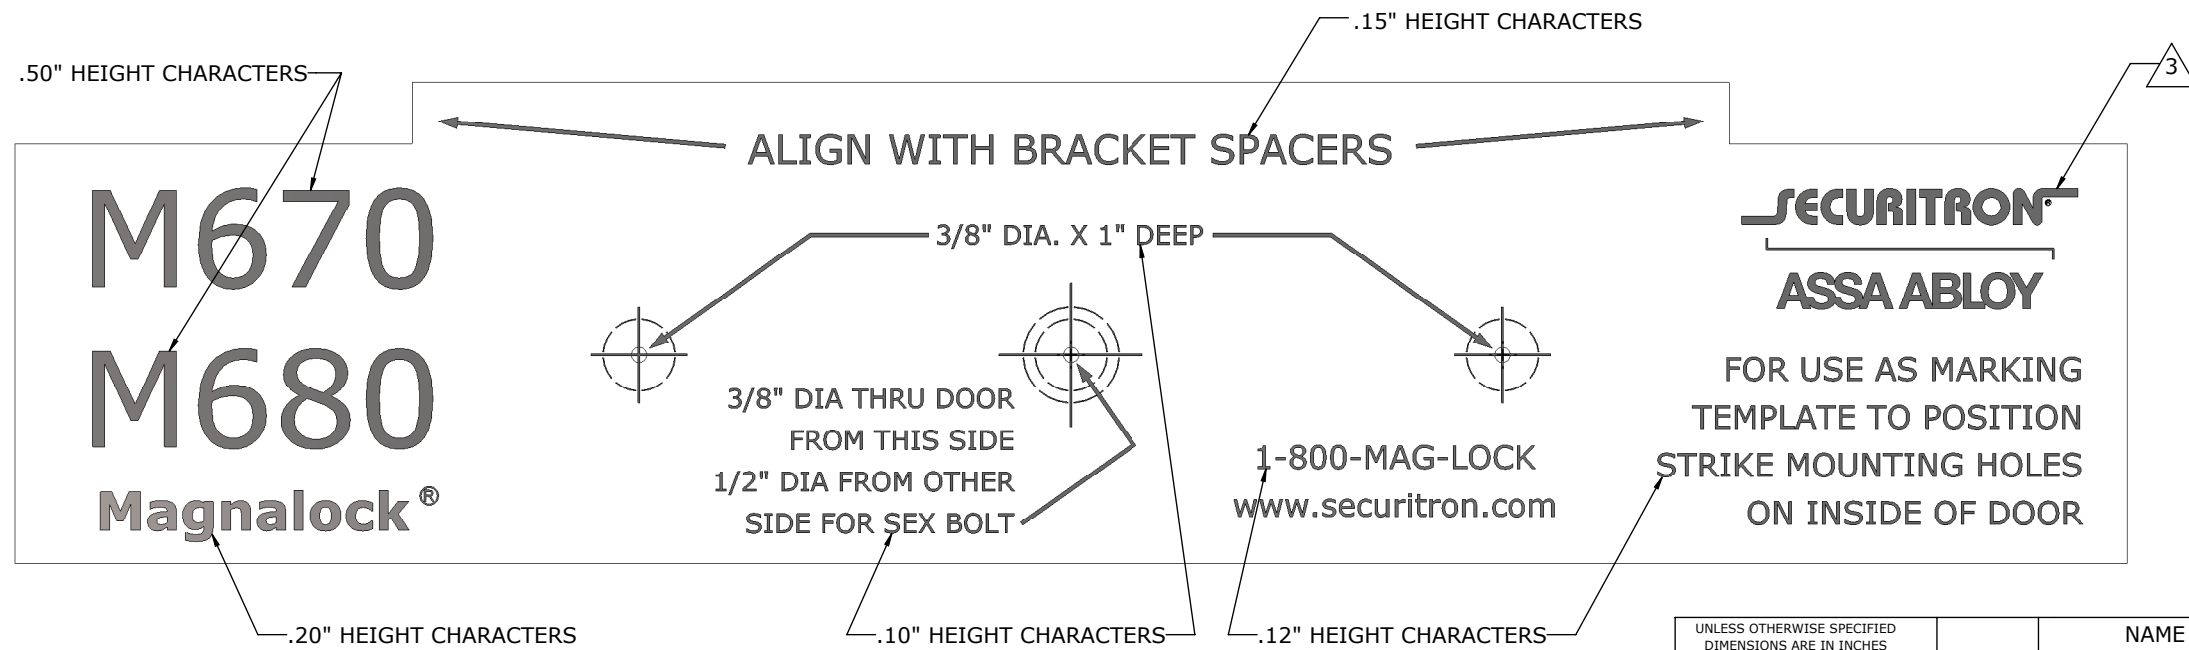 .15" HEIGHT CHARACTERS
.50" HEIGHT CHARACTERS
3
ALIGN WITH BRACKET SPACERS
M670
SECURITRON®
3/8" DIA. X 1" DEEP
ASSA ABLOY
M680
3/8" DIA THRU DOOR
FROM THIS SIDE
1/2" DIA FROM OTHER
SIDE FOR SEX BOLT
1-800-MAG-LOCK
www.securitron.com
FOR USE AS MARKING
TEMPLATE TO POSITION
STRIKE MOUNTING HOLES
ON INSIDE OF DOOR
Magnalock®
.20" HEIGHT CHARACTERS
.10" HEIGHT CHARACTERS
.12" HEIGHT CHARACTERS
UNLESS OTHERWISE SPECIFIED
DIMENSIONS ARE IN INCHES
NAME